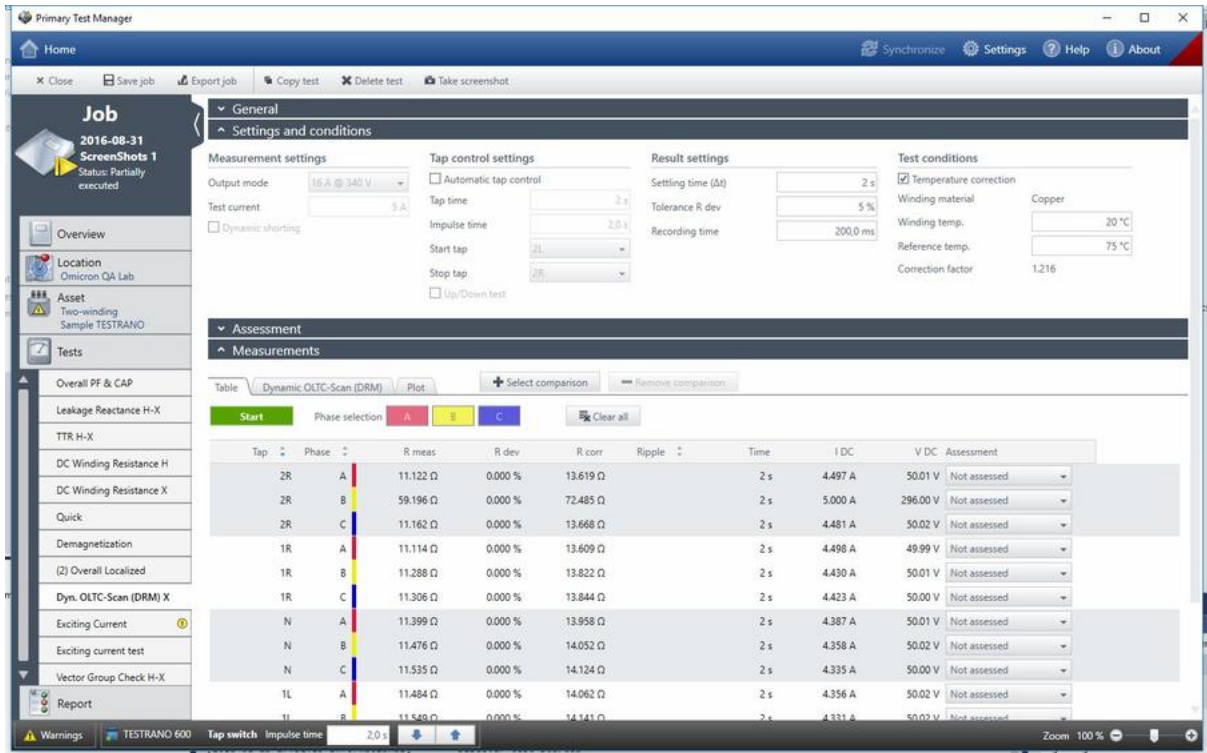 Primary Test Manager
Home
Synchronize Settings Help About
Close Save job Export job Copy test Delete test Take screenshot
Job
2016-08-31
ScreenShots 1
Status: Partially
executed
Overview
Location
Omicron QA Lab
Asset
Two-winding
Sample TESTRANO
Tests
Overall PF & CAP
Leakage Reactance H-X
TTR H-X
DC Winding Resistance H
DC Winding Resistance X
Quick
Demagnetization
(2) Overall Localized
Dyn. OLTC-Scan (DRM) X
Exciting Current
Exciting current test
Vector Group Check H-X
Report
General
Settings and conditions
Measurement settings
Output mode 16 A @ 340 V
Test current 5 A
Dynamic shorting
Tap control settings
Automatic tap control
Tap time 2 s
Impulse time 2,0 s
Start tap 2L
Stop tap 2R
Up/Down test
Result settings
Settling time (Δt) 2 s
Tolerance R dev 5 %
Recording time 200,0 ms
Test conditions
Temperature correction
Winding material Copper
Winding temp. 20 °C
Reference temp. 75 °C
Correction factor 1.216
Assessment
Measurements
Table Dynamic OLTC-Scan (DRM) Plot Select comparison Remove comparison
Start Phase selection A B C Clear all
Tap Phase R meas R dev R corr Ripple Time I DC V DC Assessment
2R A 11.122 Ω 0.000 % 13.619 Ω 2 s 4.497 A 50.01 V Not assessed
2R B 59.196 Ω 0.000 % 72.485 Ω 2 s 5.000 A 296.00 V Not assessed
2R C 11.162 Ω 0.000 % 13.668 Ω 2 s 4.481 A 50.02 V Not assessed
1R A 11.114 Ω 0.000 % 13.609 Ω 2 s 4.498 A 49.99 V Not assessed
1R B 11.288 Ω 0.000 % 13.822 Ω 2 s 4.430 A 50.01 V Not assessed
1R C 11.306 Ω 0.000 % 13.844 Ω 2 s 4.423 A 50.00 V Not assessed
N A 11.399 Ω 0.000 % 13.958 Ω 2 s 4.387 A 50.01 V Not assessed
N B 11.476 Ω 0.000 % 14.052 Ω 2 s 4.358 A 50.02 V Not assessed
N C 11.535 Ω 0.000 % 14.124 Ω 2 s 4.335 A 50.00 V Not assessed
1L A 11.484 Ω 0.000 % 14.062 Ω 2 s 4.356 A 50.02 V Not assessed
1L B 11.549 Ω 0.000 % 14.141 Ω 2 s 4.331 A 50.02 V Not assessed
Warnings TESTRANO 600 Tap switch Impulse time 2,0 s Zoom 100 %